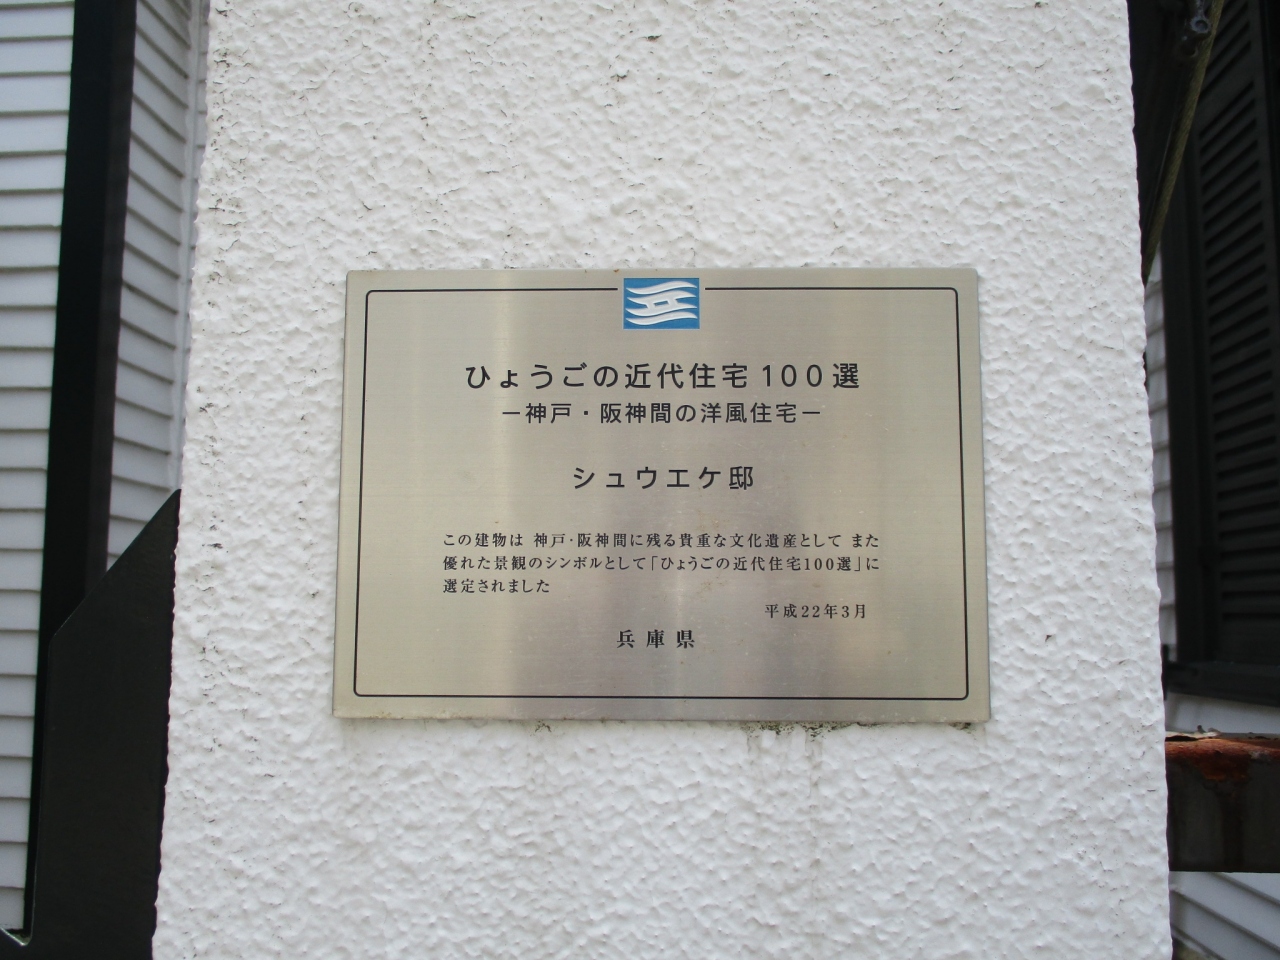 ひょうごの近代住宅100選
ー神戸・阪神間の洋風住宅ー
シュウエケ邸
この建物は 神戸・阪神間に残る貴重な文化遺産として また
優れた景観のシンボルとして「ひょうごの近代住宅100選」に
選定されました
平成22年3月
兵庫県